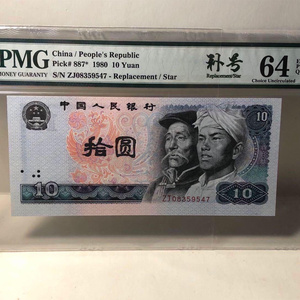 PMG
MONEY GUARANTY
China / People's Republic
Pick# 887* 1980 10 Yuan
S/N ZJ08359547 - Replacement / Star
补号
Replacement/Star
64
Choice Uncirculated
中国人民银行
10
拾圆
10
10
ZJ08359547